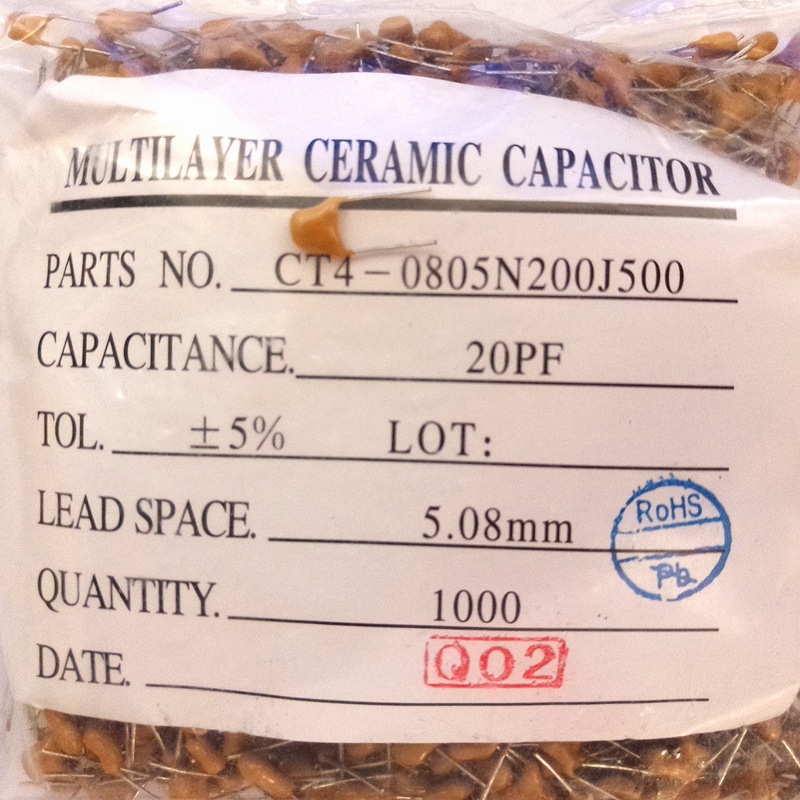 MULTILAYER CERAMIC CAPACITOR
PARTS NO. CT4-0805N200J500
CAPACITANCE. 20PF
TOL. ±5% LOT:
LEAD SPACE. 5.08mm
RoHS
Pb
QUANTITY. 1000
DATE. Q02